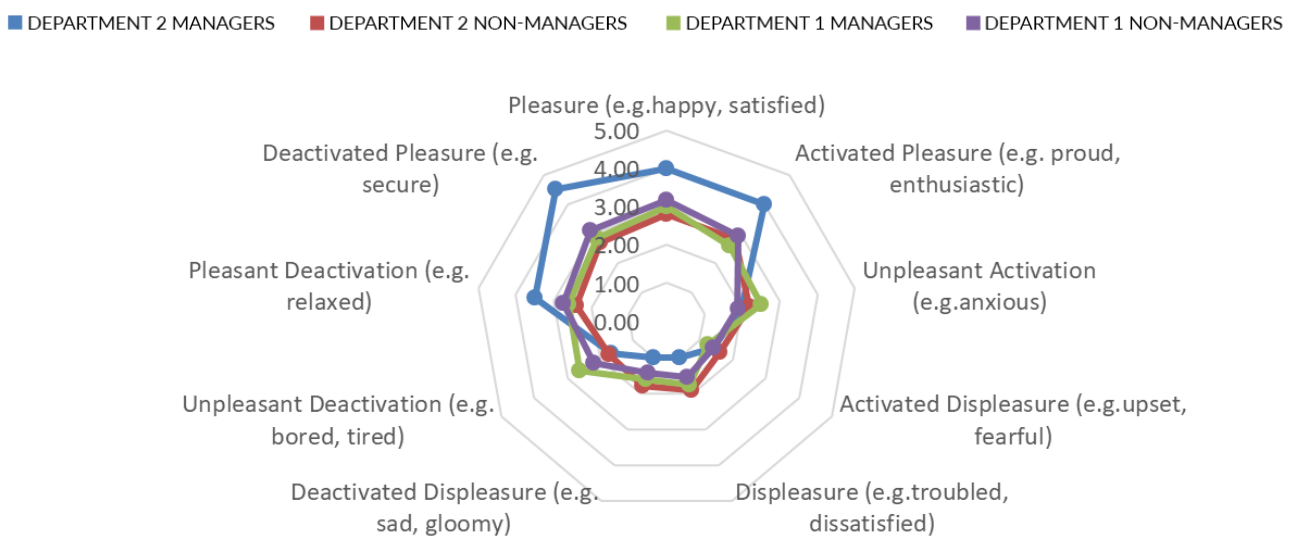 DEPARTMENT 2 MANAGERS DEPARTMENT 2 NON-MANAGERS DEPARTMENT 1 MANAGERS DEPARTMENT 1 NON-MANAGERS
Pleasure (e.g.happy, satisfied)
5.00
4.00
3.00
2.00
1.00
0.00
Activated Pleasure (e.g. proud,
enthusiastic)
Unpleasant Activation
(e.g.anxious)
Activated Displeasure (e.g.upset,
fearful)
Displeasure (e.g.troubled,
dissatisfied)
Deactivated Displeasure (e.g.
sad, gloomy)
Unpleasant Deactivation (e.g.
bored, tired)
Pleasant Deactivation (e.g.
relaxed)
Deactivated Pleasure (e.g.
secure)